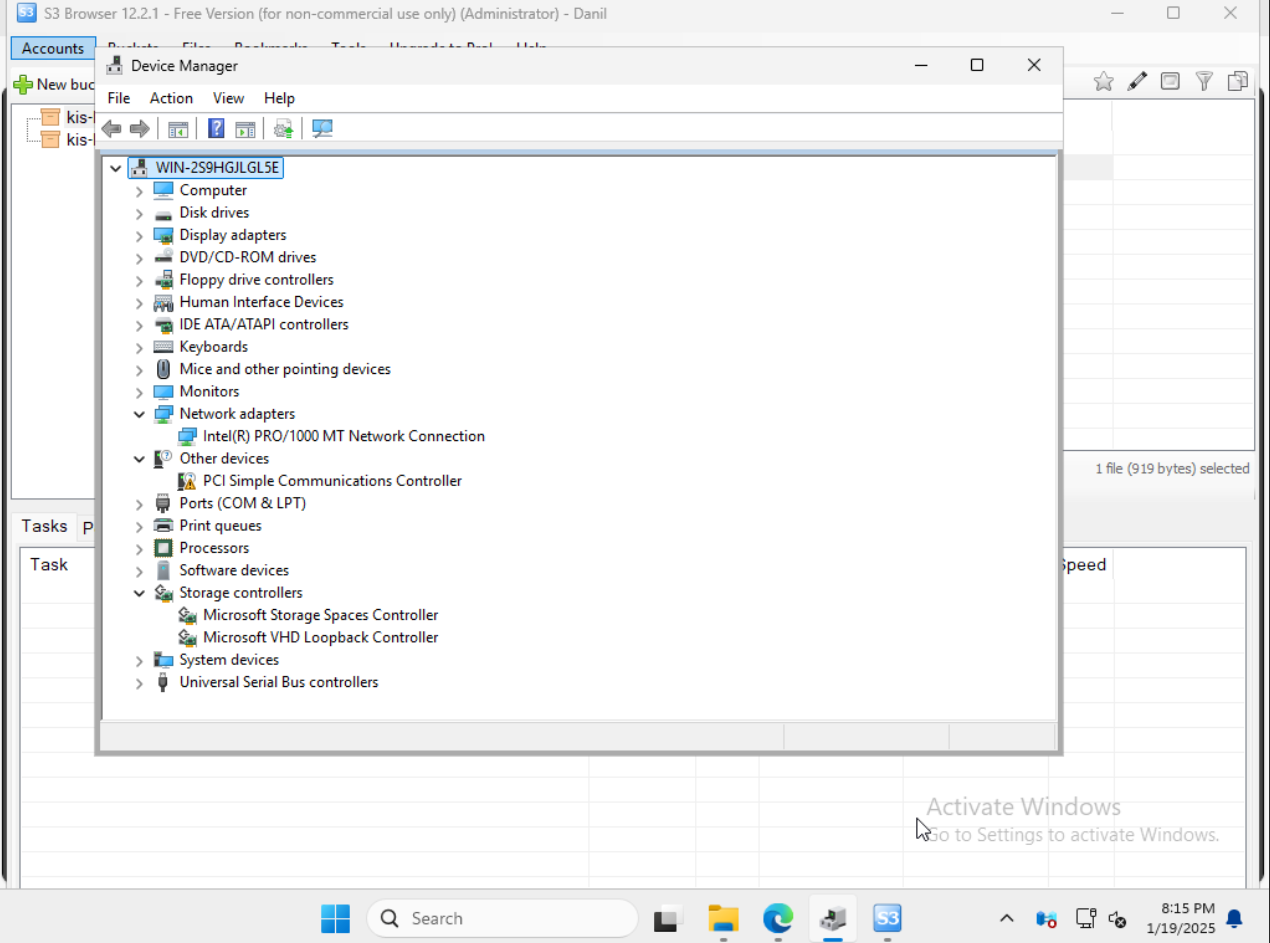 S3 Browser 12.2.1 - Free Version (for non-commercial use only) (Administrator) - Danil
Accounts
New buc
kis-
kis-
Device Manager
File Action View Help
WIN-2S9HGJLGL5E
Computer
Disk drives
Display adapters
DVD/CD-ROM drives
Floppy drive controllers
Human Interface Devices
IDE ATA/ATAPI controllers
Keyboards
Mice and other pointing devices
Monitors
Network adapters
Intel(R) PRO/1000 MT Network Connection
Other devices
PCI Simple Communications Controller
Ports (COM & LPT)
Print queues
Processors
Software devices
Storage controllers
Microsoft Storage Spaces Controller
Microsoft VHD Loopback Controller
System devices
Universal Serial Bus controllers
1 file (919 bytes) selected
Tasks P
Task Speed
Activate Windows
Go to Settings to activate Windows.
Search
S3
8:15 PM
1/19/2025